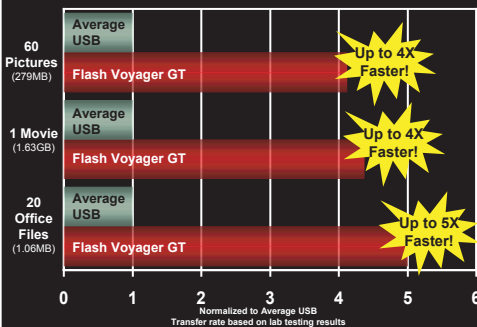 60
Pictures
(279MB)
Average
USB
Flash Voyager GT
Up to 4X
Faster!
1 Movie
(1.63GB)
Average
USB
Flash Voyager GT
Up to 4X
Faster!
20
Office
Files
(1.06MB)
Average
USB
Flash Voyager GT
Up to 5X
Faster!
0 1 2 3 4 5 6
Normalized to Average USB
Transfer rate based on lab testing results